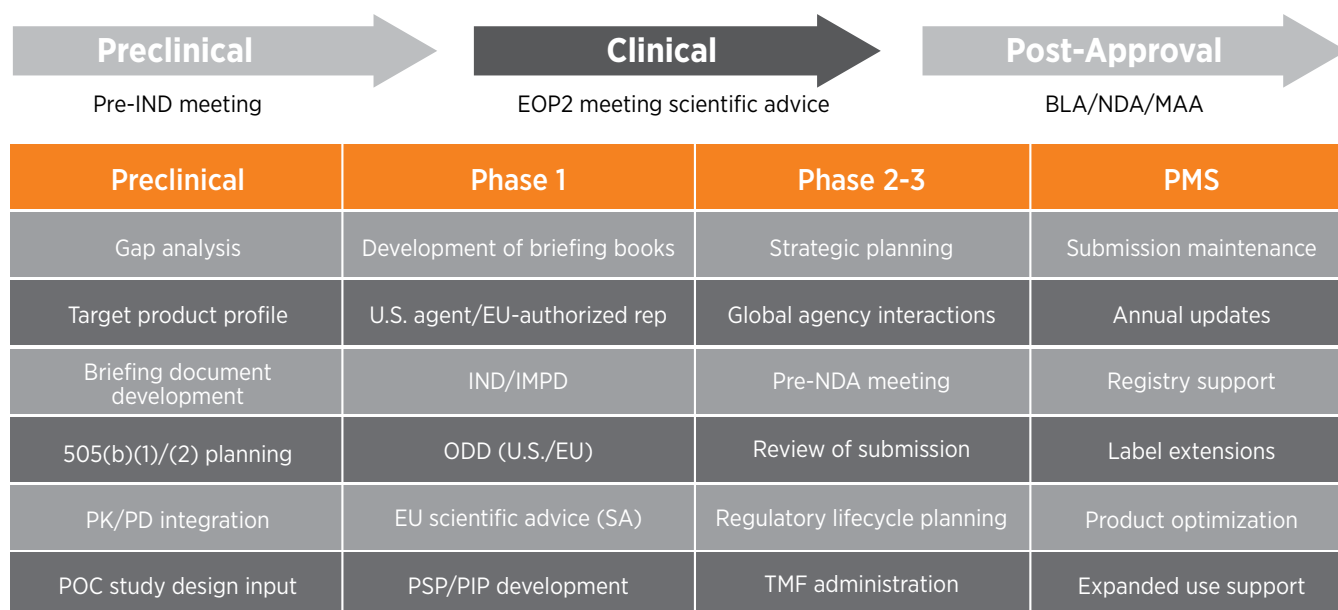 Preclinical
Clinical
Post-Approval
Pre-IND meeting
EOP2 meeting scientific advice
BLA/NDA/MAA
Preclinical
Phase 1
Phase 2-3
PMS
Gap analysis
Development of briefing books
Strategic planning
Submission maintenance
Target product profile
U.S. agent/EU-authorized rep
Global agency interactions
Annual updates
Briefing document
development
IND/IMPD
Pre-NDA meeting
Registry support
505(b)(1)/(2) planning
ODD (U.S./EU)
Review of submission
Label extensions
PK/PD integration
EU scientific advice (SA)
Regulatory lifecycle planning
Product optimization
POC study design input
PSP/PIP development
TMF administration
Expanded use support